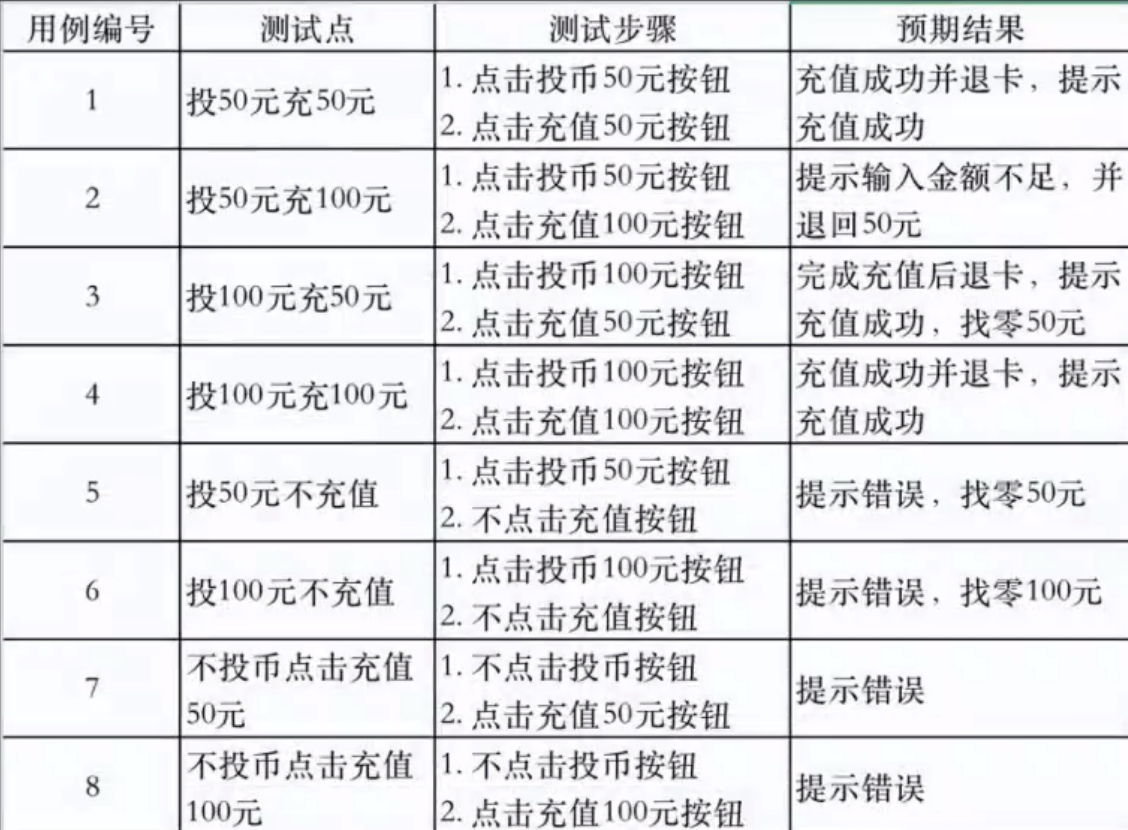 用例编号 测试点 测试步骤 预期结果
1 投50元充50元 1. 点击投币50元按钮 充值成功并退卡，提示
2. 点击充值50元按钮 充值成功
2 投50元充100元 1. 点击投币50元按钮 提示输入金额不足，并
2. 点击充值100元按钮 退回50元
3 投100元充50元 1. 点击投币100元按钮 完成充值后退卡，提示
2. 点击充值50元按钮 充值成功，找零50元
4 投100元充100元 1. 点击投币100元按钮 充值成功并退卡，提示
2. 点击充值100元按钮 充值成功
5 投50元不充值 1. 点击投币50元按钮 提示错误，找零50元
2. 不点击充值按钮
6 投100元不充值 1. 点击投币100元按钮 提示错误，找零100元
2. 不点击充值按钮
7 不投币点击充值 1. 不点击投币按钮 提示错误
50元 2. 点击充值50元按钮
8 不投币点击充值 1. 不点击投币按钮 提示错误
100元 2. 点击充值100元按钮